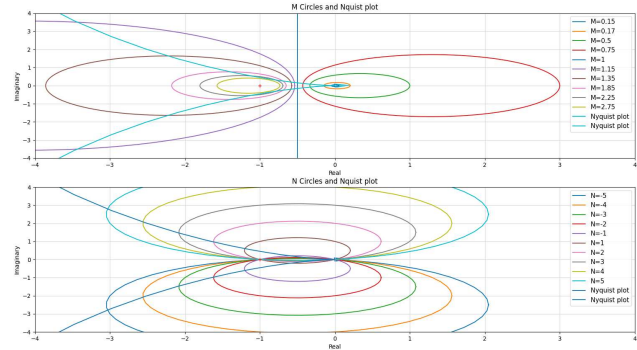 M Circles and Nquist plot
4
3
2
1
0
−1
−2
−3
−4
Imaginary
−4
−3
−2
−1
0
1
2
3
4
Real
M=0.15
M=0.17
M=0.5
M=0.75
M=1
M=1.15
M=1.35
M=1.85
M=2.25
M=2.75
Nyquist plot
Nyquist plot
N Circles and Nquist plot
4
3
2
1
0
−1
−2
−3
−4
Imaginary
−4
−3
−2
−1
0
1
2
3
4
Real
N=-5
N=-4
N=-3
N=-2
N=-1
N=1
N=2
N=3
N=4
N=5
Nyquist plot
Nyquist plot